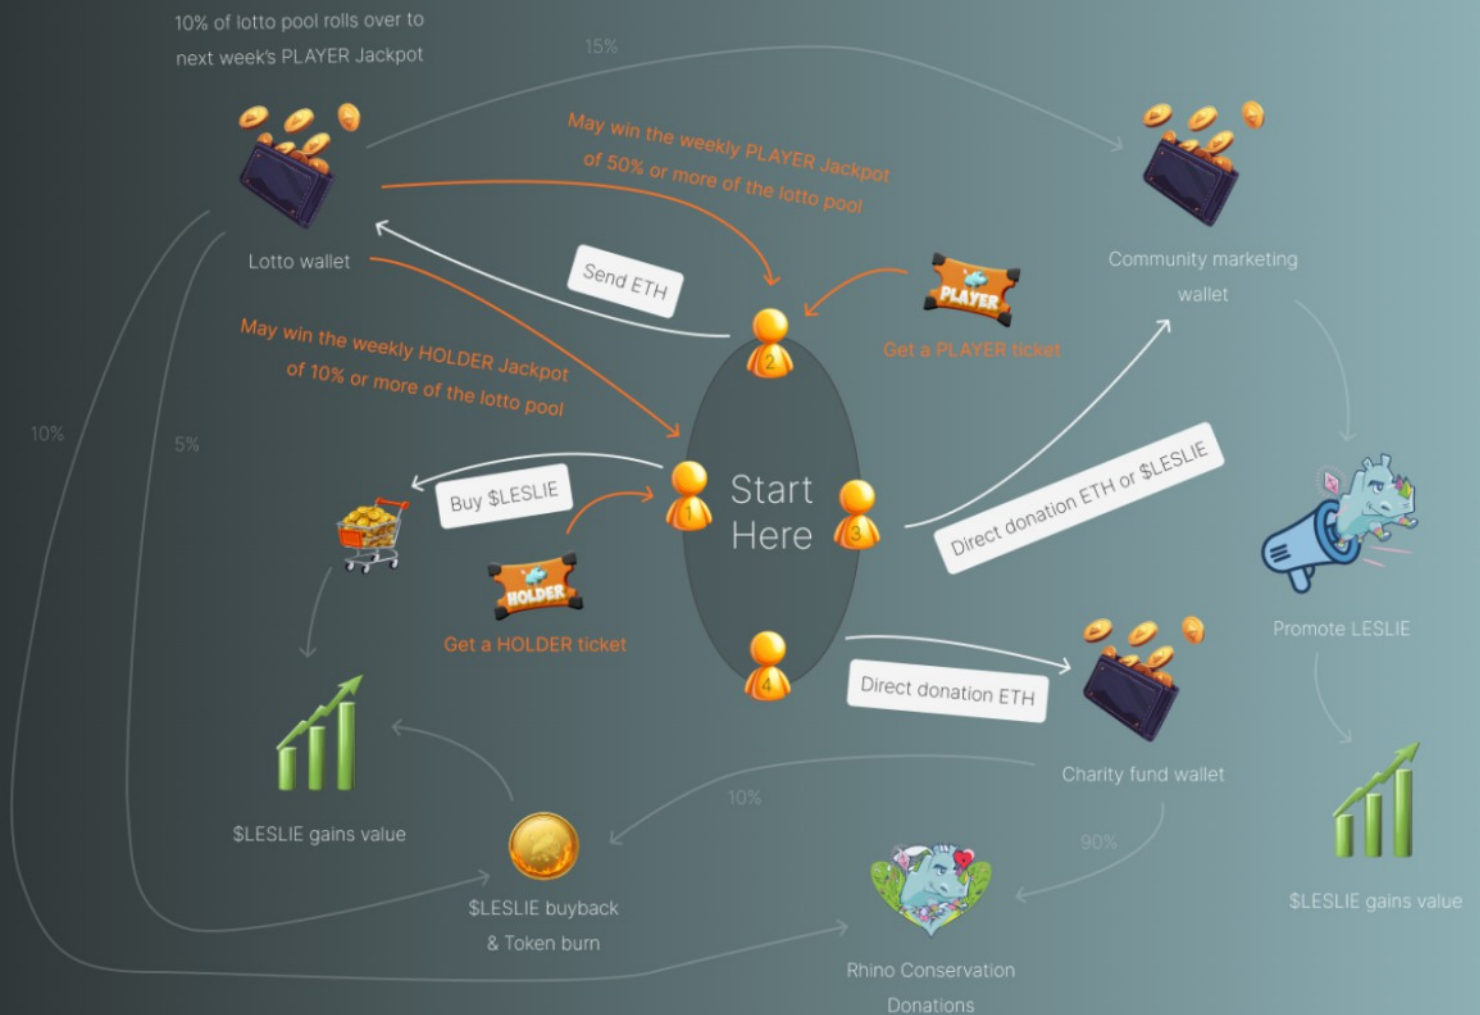 10% of lotto pool rolls over to
next week's PLAYER Jackpot
15%
May win the weekly PLAYER Jackpot
of 50% or more of the lotto pool
Lotto wallet
Send ETH
PLAYER
Get a PLAYER ticket
Community marketing
wallet
May win the weekly HOLDER Jackpot
of 10% or more of the lotto pool
2
10%
5%
Buy $LESLIE
1
Start
Here
3
Direct donation ETH or $LESLIE
HOLDER
Get a HOLDER ticket
Promote LESLIE
4
Direct donation ETH
Charity fund wallet
10%
90%
$LESLIE gains value
$LESLIE buyback
& Token burn
$LESLIE gains value
Rhino Conservation
Donations